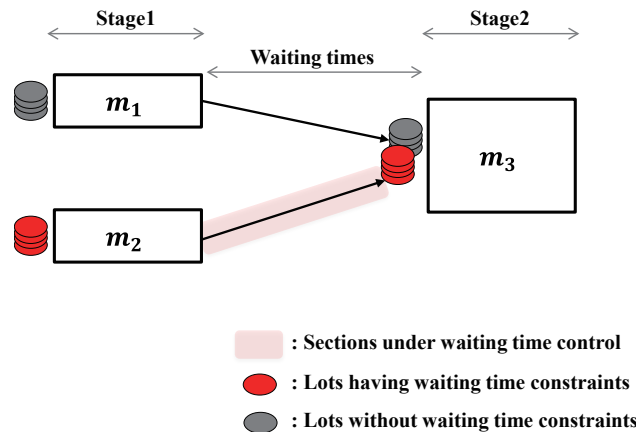 Stage1
Stage2
Waiting times
m₁
m₃
m₂
: Sections under waiting time control
: Lots having waiting time constraints
: Lots without waiting time constraints